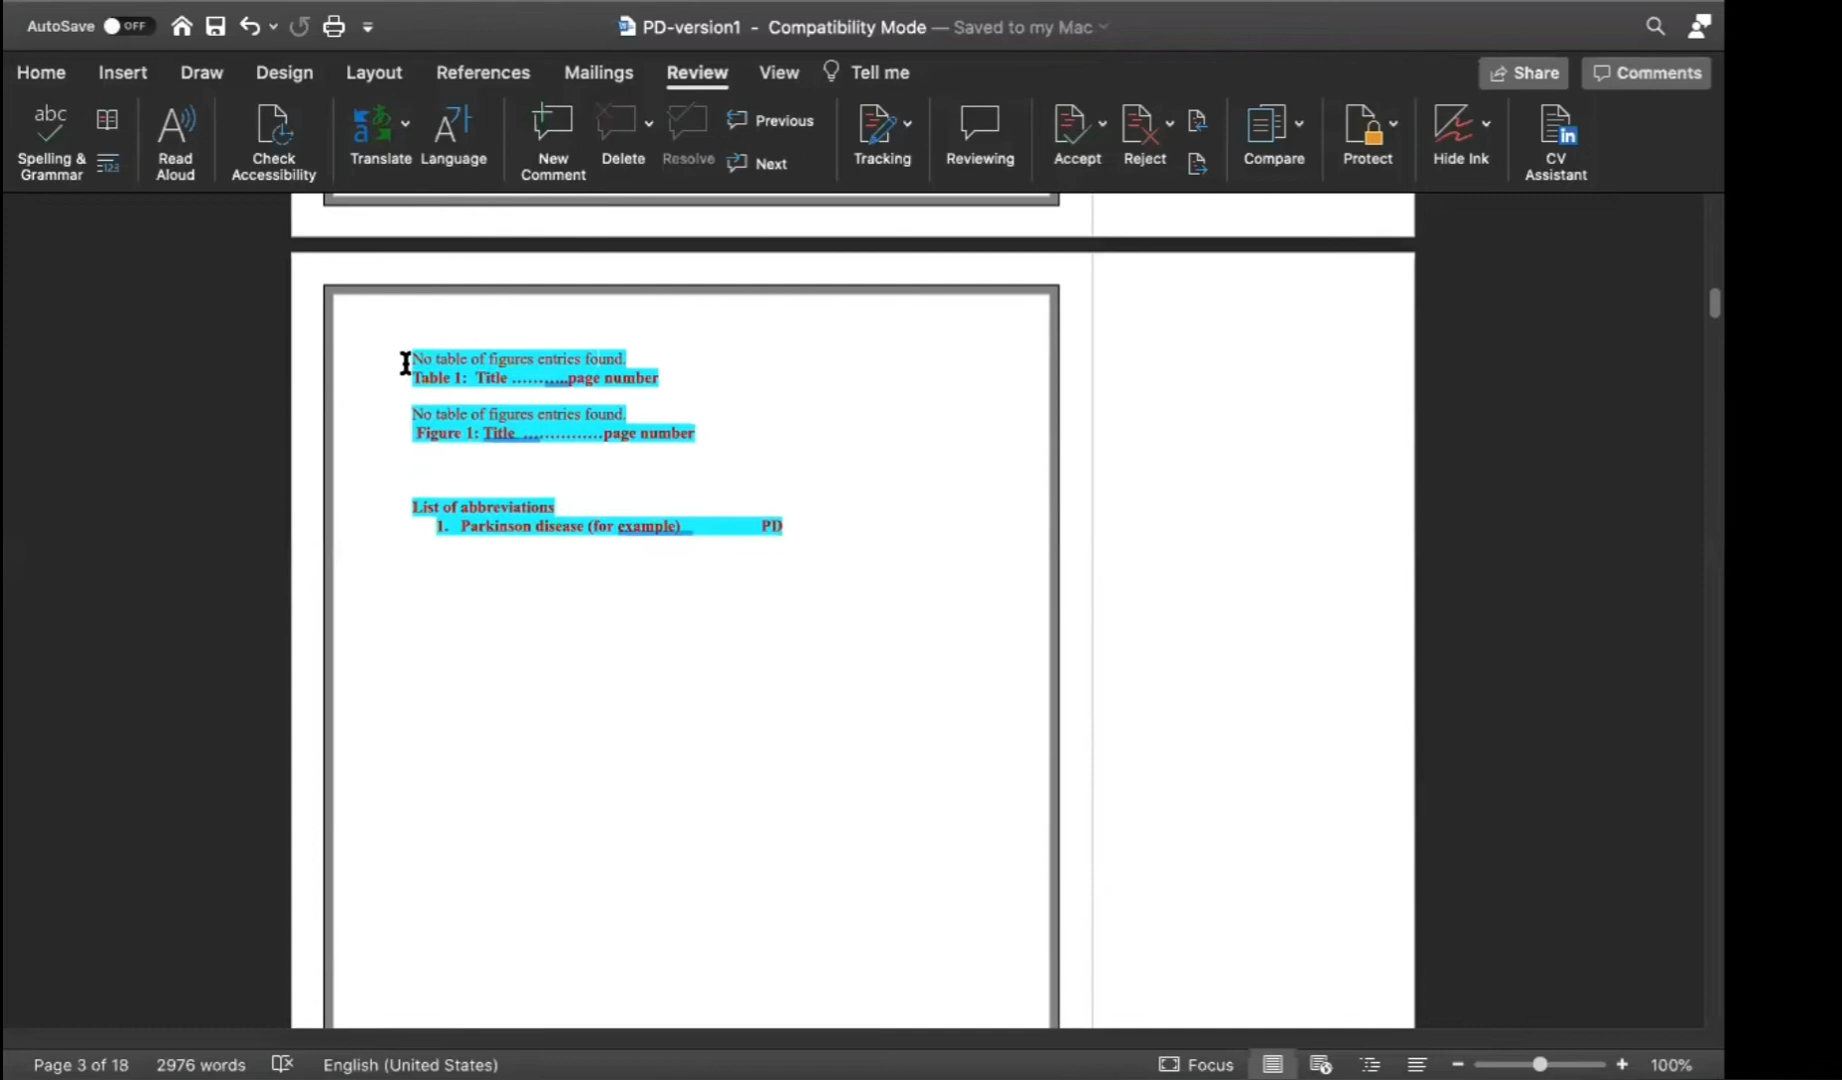 AutoSave OFF
PD-version1 - Compatibility Mode — Saved to my Mac
Home Insert Draw Design Layout References Mailings Review View Tell me Share Comments
Spelling & Grammar
Read Aloud
Check Accessibility
Translate
Language
New Comment
Delete
Resolve
Previous
Next
Tracking
Reviewing
Accept
Reject
Compare
Protect
Hide Ink
CV Assistant
No table of figures entries found.
Table 1: Title ………..page number
No table of figures entries found.
Figure 1: Title ……………page number
List of abbreviations
1. Parkinson disease (for example) PD
Page 3 of 18 2976 words English (United States) Focus 100%